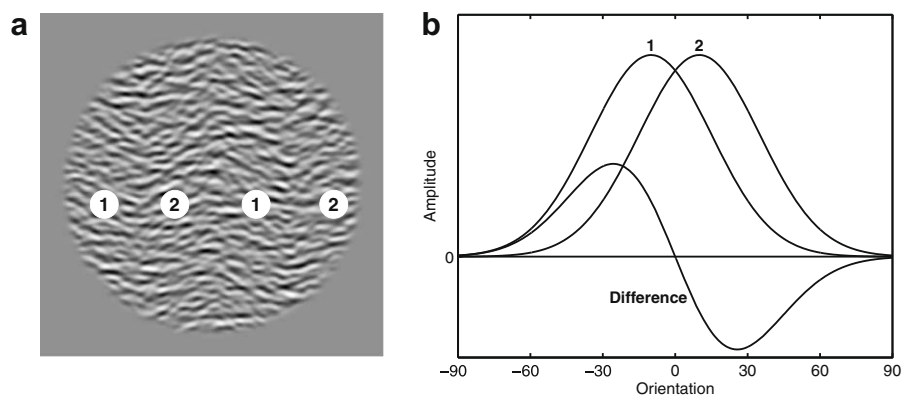 a
1 2 1 2
b
1 2
Amplitude
0
Difference
−90 −60 −30 0 30 60 90
Orientation